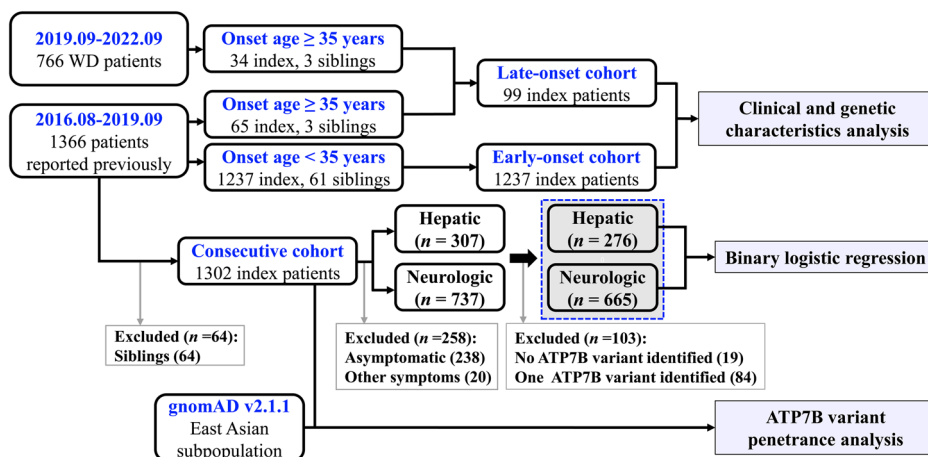 2019.09-2022.09
766 WD patients
Onset age ≥ 35 years
34 index, 3 siblings
2016.08-2019.09
1366 patients
reported previously
Onset age ≥ 35 years
65 index, 3 siblings
Onset age < 35 years
1237 index, 61 siblings
Late-onset cohort
99 index patients
Early-onset cohort
1237 index patients
Clinical and genetic
characteristics analysis
Consecutive cohort
1302 index patients
Hepatic
(n = 307)
Neurologic
(n = 737)
Hepatic
(n = 276)
Neurologic
(n = 665)
Binary logistic regression
Excluded (n =64):
Siblings (64)
Excluded (n =258):
Asymptomatic (238)
Other symptoms (20)
Excluded (n =103):
No ATP7B variant identified (19)
One ATP7B variant identified (84)
gnomAD v2.1.1
East Asian
subpopulation
ATP7B variant
penetrance analysis